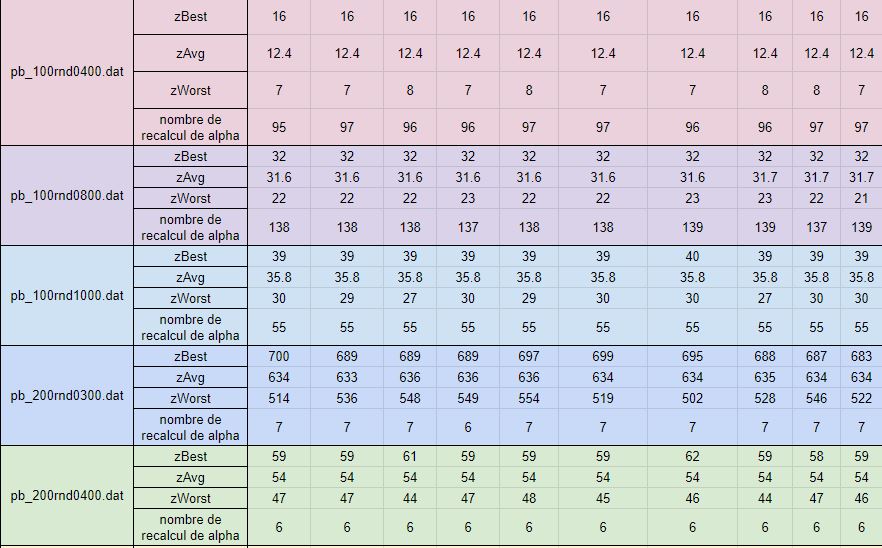 zBest 16 16 16 16 16 16 16 16 16 16
zAvg 12.4 12.4 12.4 12.4 12.4 12.4 12.4 12.4 12.4 12.4
pb_100rnd0400.dat
zWorst 7 7 8 7 8 7 7 8 8 7
nombre de
recalcul de alpha
95 97 96 96 97 97 96 96 97 97
zBest 32 32 32 32 32 32 32 32 32 32
zAvg 31.6 31.6 31.6 31.6 31.6 31.6 31.6 31.7 31.7 31.7
pb_100rnd0800.dat
zWorst 22 22 22 23 22 22 23 23 22 21
nombre de
recalcul de alpha
138 138 138 137 138 138 139 139 137 139
zBest 39 39 39 39 39 39 40 39 39 39
zAvg 35.8 35.8 35.8 35.8 35.8 35.8 35.8 35.8 35.8 35.8
pb_100rnd1000.dat
zWorst 30 29 27 30 29 30 30 27 30 30
nombre de
recalcul de alpha
55 55 55 55 55 55 55 55 55 55
zBest 700 689 689 689 697 699 695 688 687 683
zAvg 634 633 636 636 636 634 634 635 634 634
pb_200rnd0300.dat
zWorst 514 536 548 549 554 519 502 528 546 522
nombre de
recalcul de alpha
7 7 7 6 7 7 7 7 7 7
zBest 59 59 61 59 59 59 62 59 58 59
zAvg 54 54 54 54 54 54 54 54 54 54
pb_200rnd0400.dat
zWorst 47 47 44 47 48 45 46 44 47 46
nombre de
recalcul de alpha
6 6 6 6 6 6 6 6 6 6